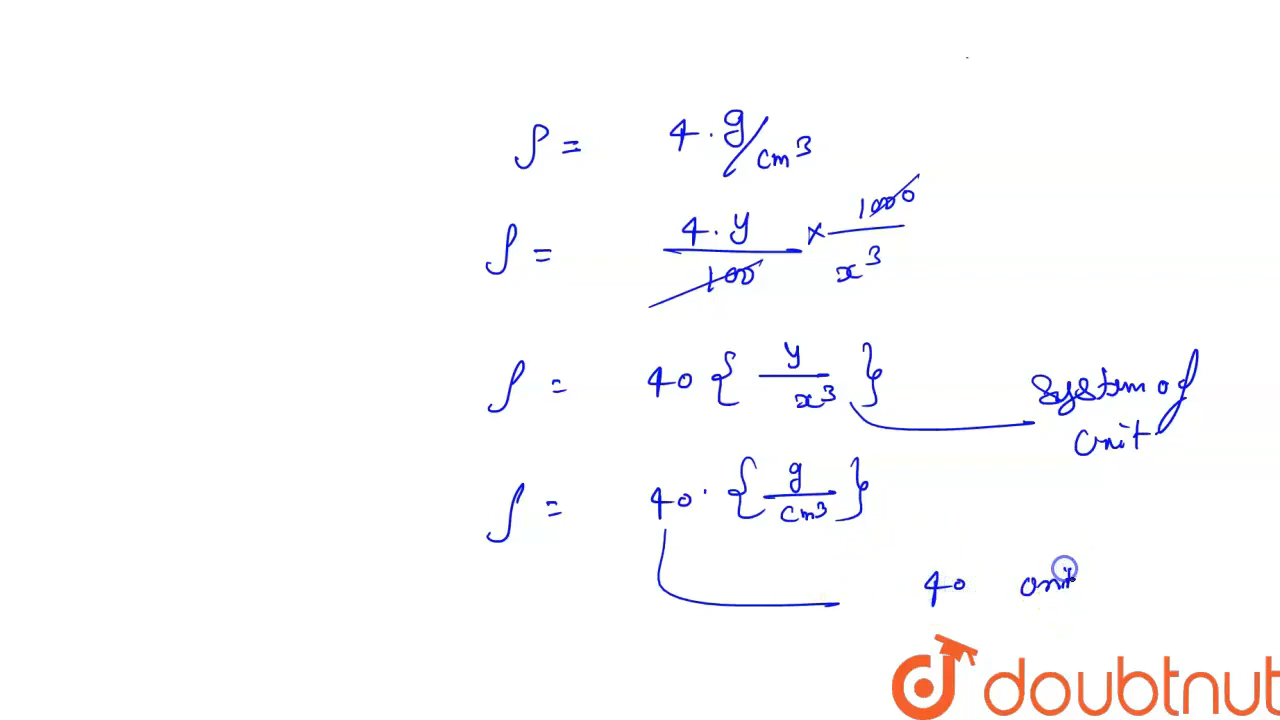 ρ = 4 . g/cm³
ρ = 4 . y / 100 × 1000 / x³
ρ = 40 { y / x³ }
system of
unit
ρ = 40 . { g / cm³ }
40 unit
doubtnut